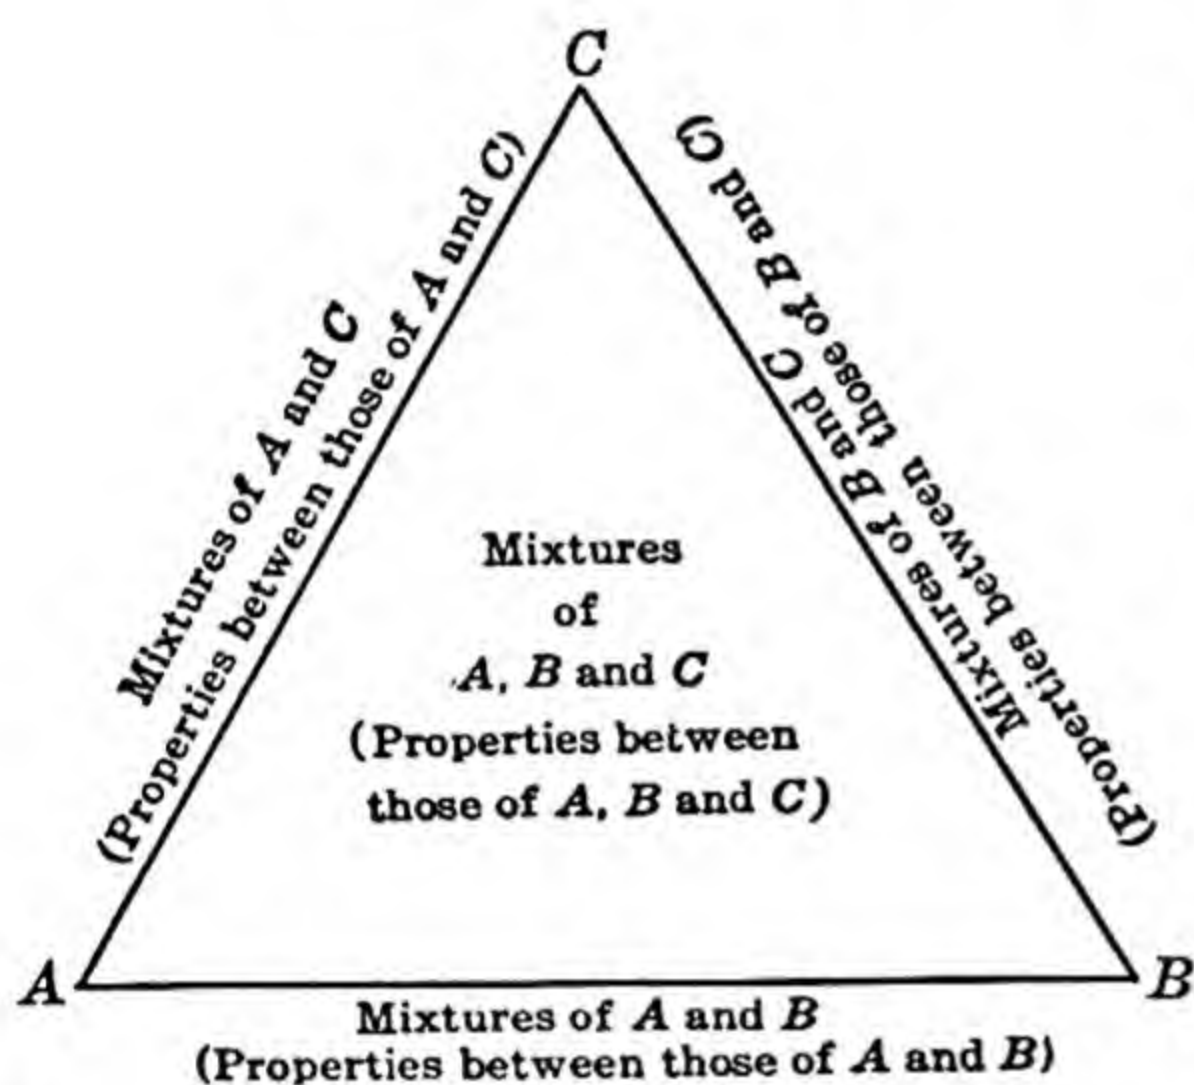 C
Mixtures of A and C
(Properties between those of A and C)
Mixtures of B and C
(Properties between those of B and C)
Mixtures
of
A, B and C
(Properties between
those of A, B and C)
A
B
Mixtures of A and B
(Properties between those of A and B)